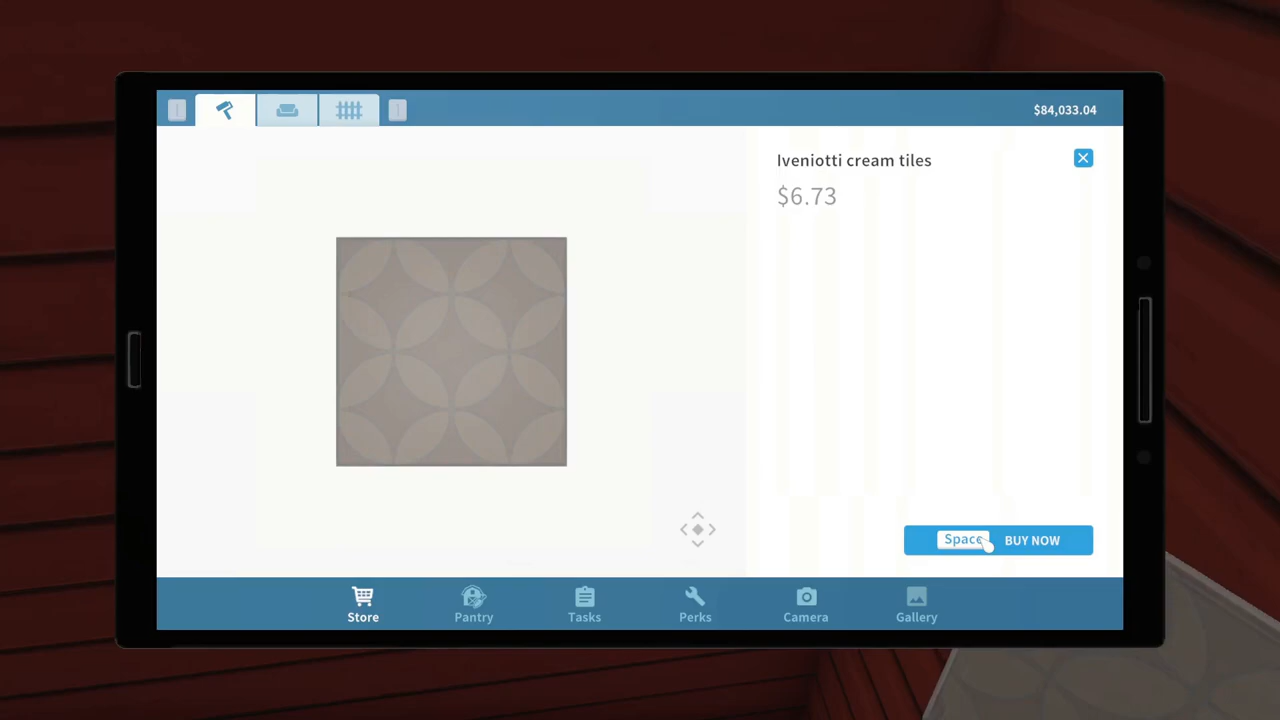 $84,033.04
Iveniotti cream tiles
$6.73
Space BUY NOW
Store Pantry Tasks Perks Camera Gallery